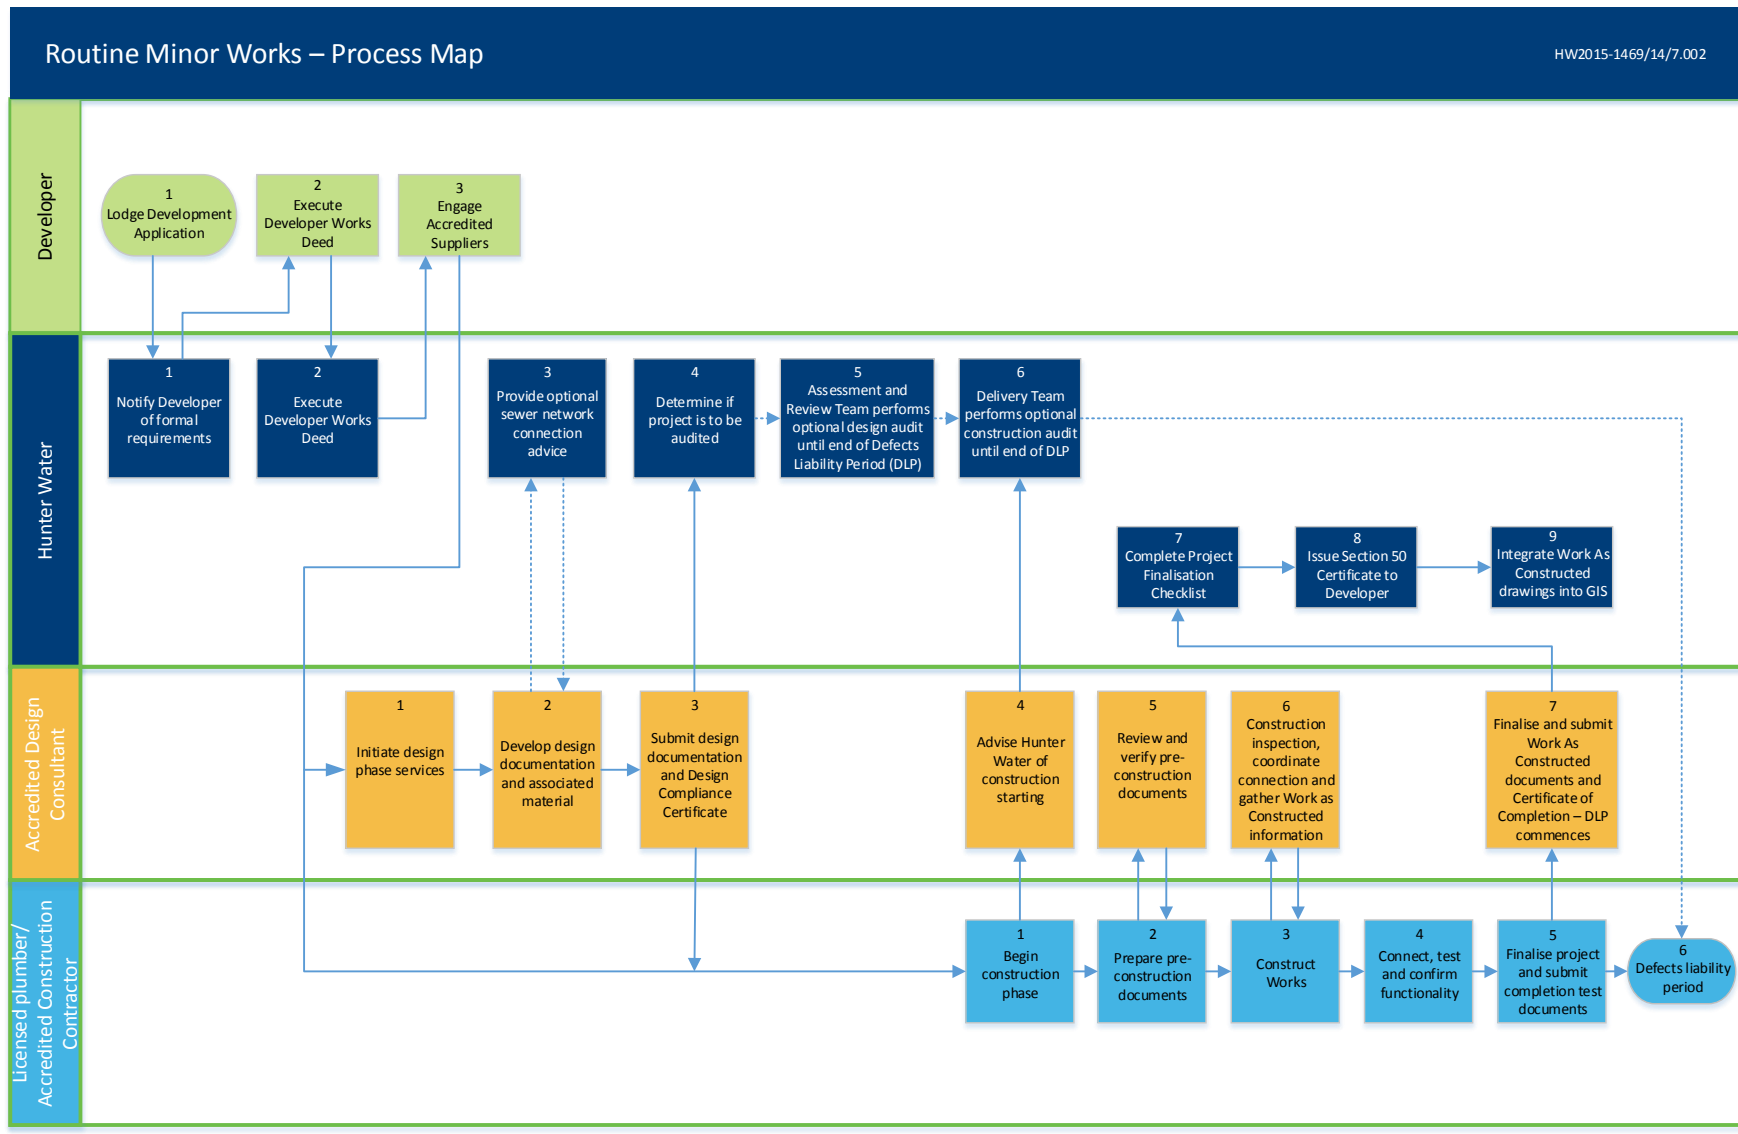 Routine Minor Works – Process Map
HW2015-1469/14/7.002
Developer
1
Lodge Development
Application
2
Execute
Developer Works
Deed
3
Engage
Accredited
Suppliers
Hunter Water
1
Notify Developer
of formal
requirements
2
Execute
Developer Works
Deed
3
Provide optional
sewer network
connection
advice
4
Determine if
project is to be
audited
5
Assessment and
Review Team performs
optional design audit
until end of Defects
Liability Period (DLP)
6
Delivery Team
performs optional
construction audit
until end of DLP
7
Complete Project
Finalisation
Checklist
8
Issue Section 50
Certificate to
Developer
9
Integrate Work As
Constructed
drawings into GIS
Accredited Design
Consultant
1
Initiate design
phase services
2
Develop design
documentation
and associated
material
3
Submit design
documentation
and Design
Compliance
Certificate
4
Advise Hunter
Water of
construction
starting
5
Review and
verify pre-
construction
documents
6
Construction
inspection,
coordinate
connection and
gather Work as
Constructed
information
7
Finalise and submit
Work As
Constructed
documents and
Certificate of
Completion – DLP
commences
Licensed plumber/
Accredited Construction
Contractor
1
Begin
construction
phase
2
Prepare pre-
construction
documents
3
Construct
Works
4
Connect, test
and confirm
functionality
5
Finalise project
and submit
completion test
documents
6
Defects liability
period